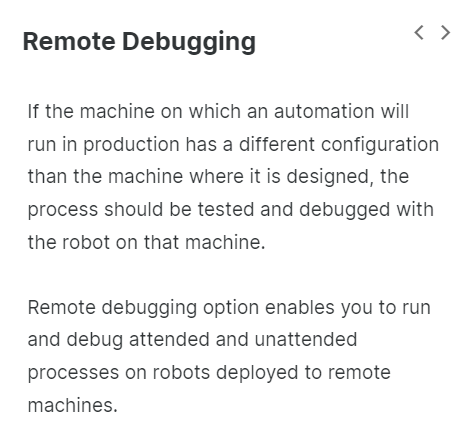 Remote Debugging
If the machine on which an automation will
run in production has a different configuration
than the machine where it is designed, the
process should be tested and debugged with
the robot on that machine.
Remote debugging option enables you to run
and debug attended and unattended
processes on robots deployed to remote
machines.